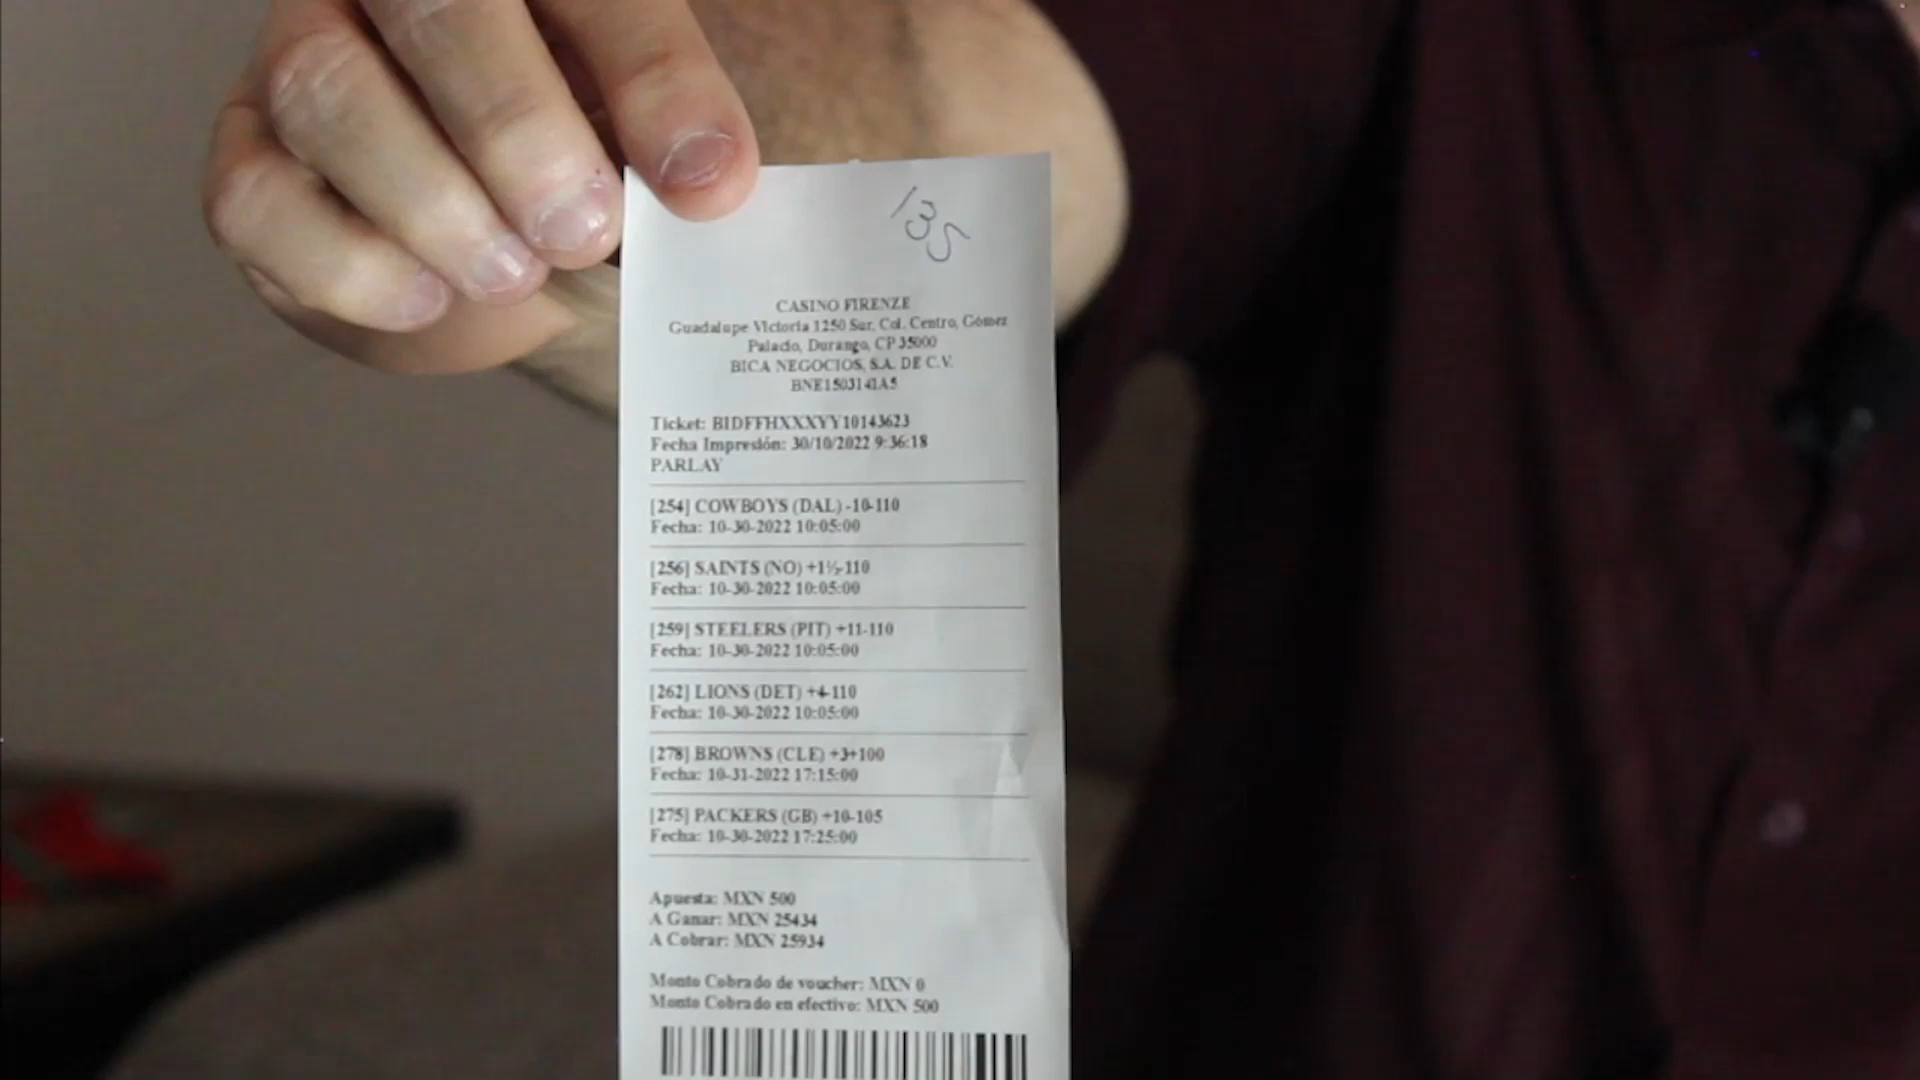 135
CASINO FIRENZE
Guadalupe Victoria 1250 Sur, Col. Centro, Gómez
Palacio, Durango, CP 35000
BICA NEGOCIOS, S.A. DE C.V.
BNE1503141A5
Ticket: BIDFFHXXXYY10143623
Fecha Impresión: 30/10/2022 9:36:18
PARLAY
[254] COWBOYS (DAL) -10-110
Fecha: 10-30-2022 10:05:00
[256] SAINTS (NO) +1½-110
Fecha: 10-30-2022 10:05:00
[259] STEELERS (PIT) +11-110
Fecha: 10-30-2022 10:05:00
[262] LIONS (DET) +4-110
Fecha: 10-30-2022 10:05:00
[278] BROWNS (CLE) +3+100
Fecha: 10-31-2022 17:15:00
[275] PACKERS (GB) +10-105
Fecha: 10-30-2022 17:25:00
Apuesta: MXN 500
A Ganar: MXN 25434
A Cobrar: MXN 25934
Monto Cobrado de voucher: MXN 0
Monto Cobrado en efectivo: MXN 500